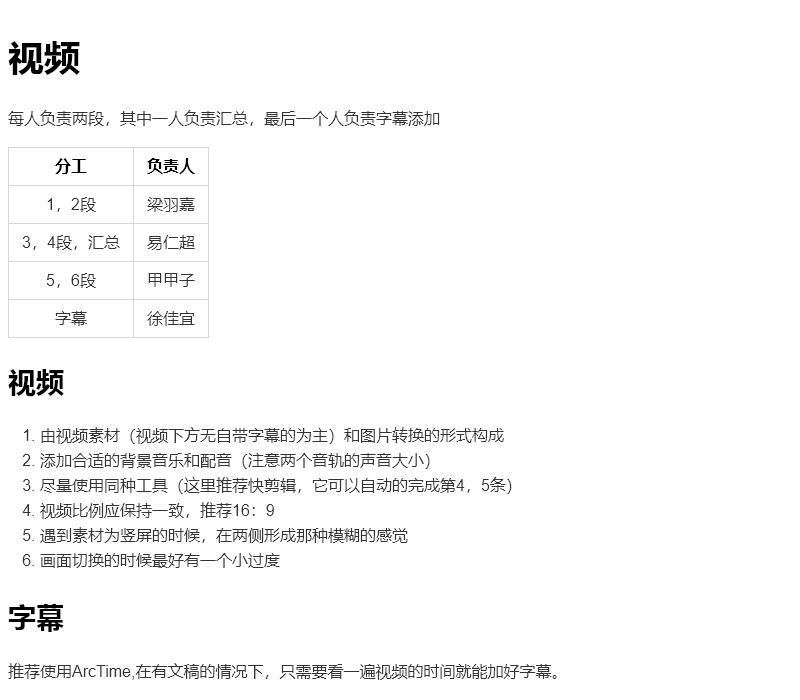 视频
每人负责两段，其中一人负责汇总，最后一个人负责字幕添加
分工 负责人
1，2段 梁羽嘉
3，4段，汇总 易仁超
5，6段 甲甲子
字幕 徐佳宜
视频
1. 由视频素材（视频下方无自带字幕的为主）和图片转换的形式构成
2. 添加合适的背景音乐和配音（注意两个音轨的声音大小）
3. 尽量使用同种工具（这里推荐快剪辑，它可以自动的完成第4，5条）
4. 视频比例应保持一致，推荐16：9
5. 遇到素材为竖屏的时候，在两侧形成那种模糊的感觉
6. 画面切换的时候最好有一个小过度
字幕
推荐使用ArcTime,在有文稿的情况下，只需要看一遍视频的时间就能加好字幕。